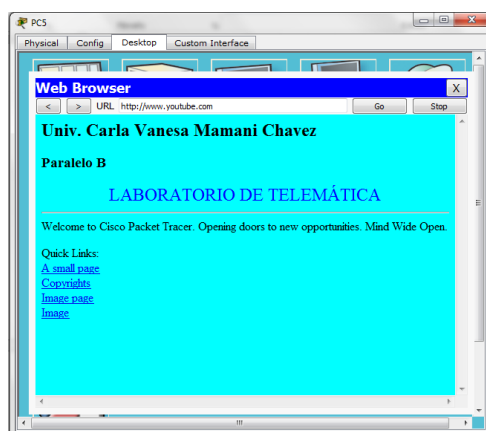 PC5
Physical Config Desktop Custom Interface
Web Browser X
< > URL http://www.youtube.com Go Stop
Univ. Carla Vanesa Mamani Chavez
Paralelo B
LABORATORIO DE TELEMÁTICA
Welcome to Cisco Packet Tracer. Opening doors to new opportunities. Mind Wide Open.
Quick Links:
A small page
Copyrights
Image page
Image